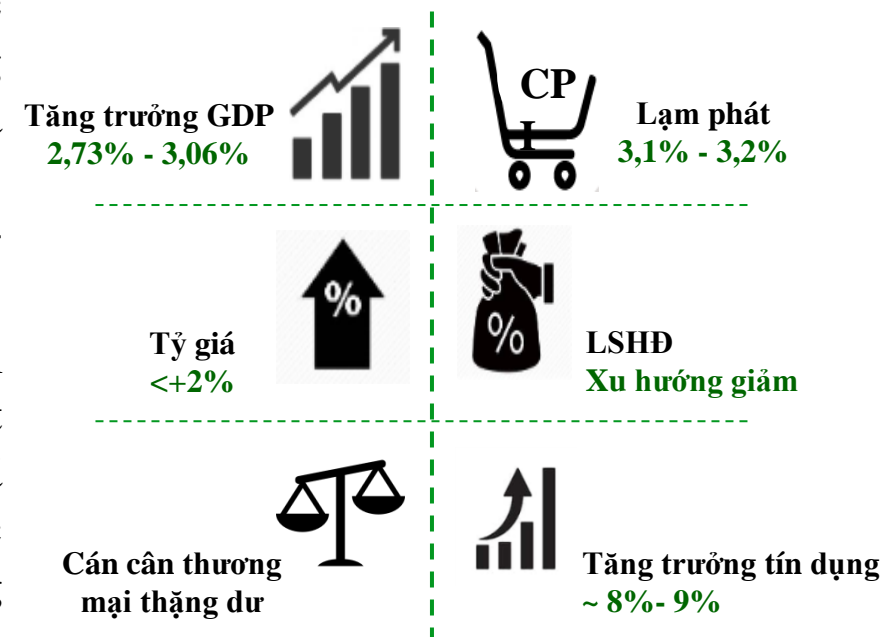 Tăng trưởng GDP
2,73% - 3,06%
CP
I
Lạm phát
3,1% - 3,2%
%
Tỷ giá
<+2%
%
LSHĐ
Xu hướng giảm
Cán cân thương
mại thặng dư
Tăng trưởng tín dụng
~ 8%- 9%